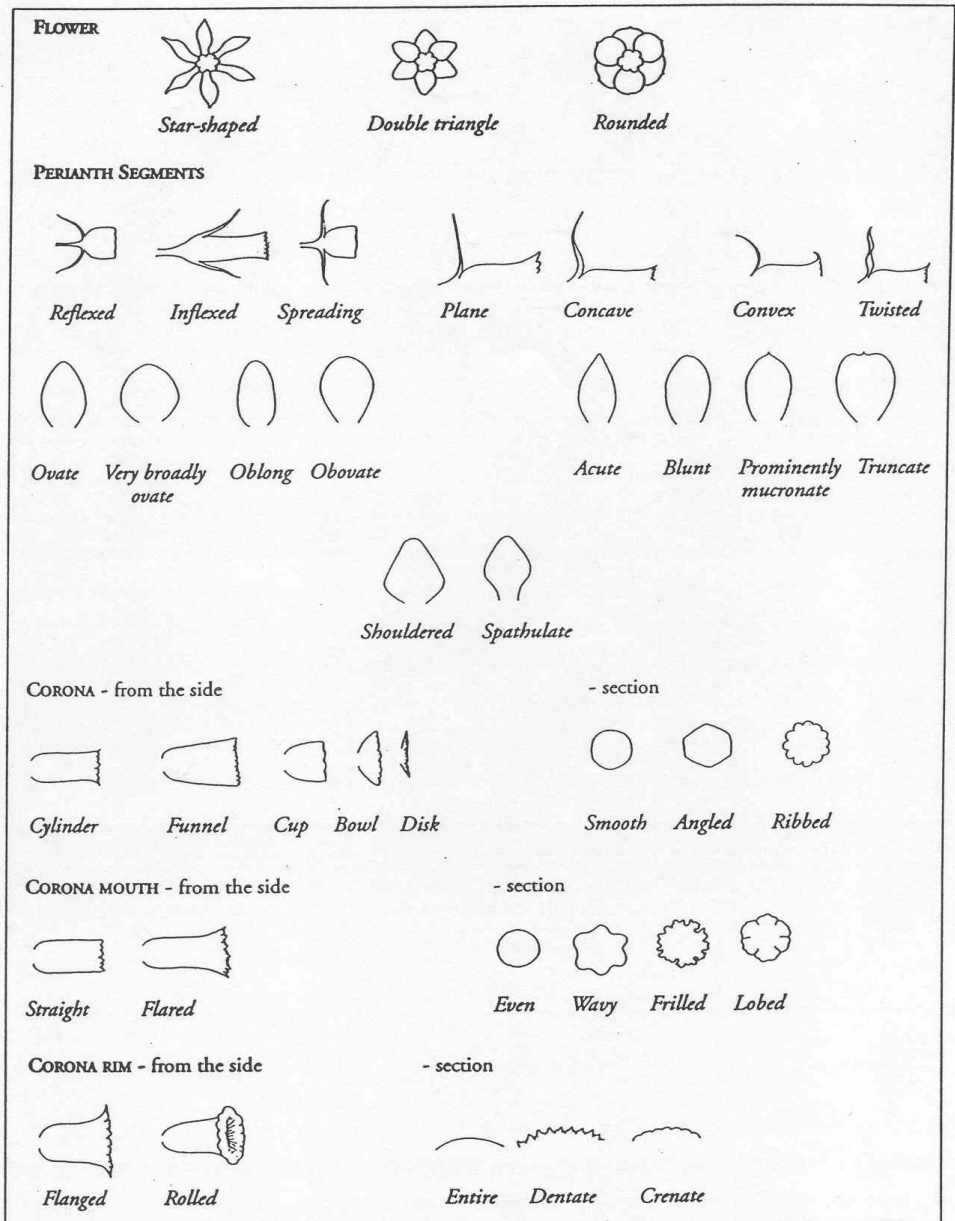 FLOWER
Star-shaped Double triangle Rounded
PERIANTH SEGMENTS
Reflexed Inflexed Spreading Plane Concave Convex Twisted
Ovate Very broadly Oblong Obovate Acute Blunt Prominently Truncate
ovate mucronate
Shouldered Spathulate
CORONA - from the side - section
Cylinder Funnel Cup Bowl Disk Smooth Angled Ribbed
CORONA MOUTH - from the side - section
Straight Flared Even Wavy Frilled Lobed
CORONA RIM - from the side - section
Flanged Rolled Entire Dentate Crenate